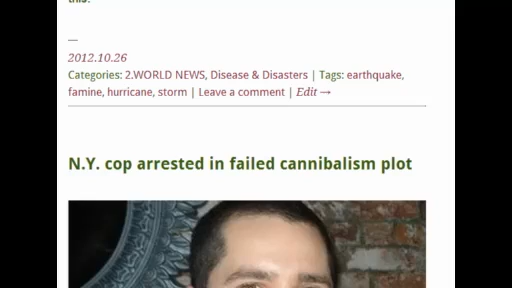 this.
—
2012.10.26
Categories: 2.WORLD NEWS, Disease & Disasters | Tags: earthquake,
famine, hurricane, storm | Leave a comment | Edit →
N.Y. cop arrested in failed cannibalism plot